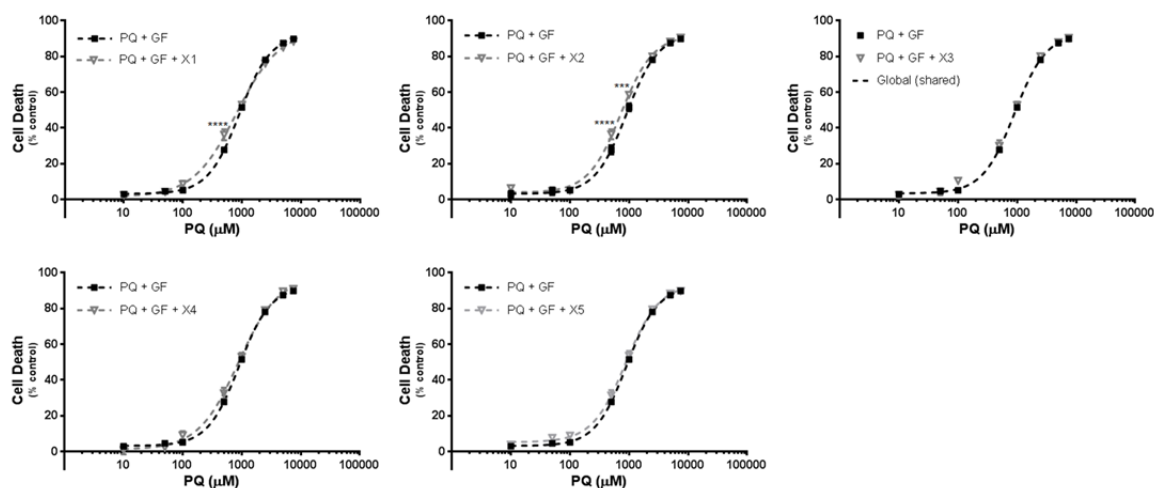 PQ + GF
PQ + GF + X1
****
100
80
60
40
20
0
Cell Death
(% control)
10 100 1000 10000 100000
PQ (μM)
PQ + GF
PQ + GF + X2
***
****
100
80
60
40
20
0
Cell Death
(% control)
10 100 1000 10000 100000
PQ (μM)
PQ + GF
PQ + GF + X3
Global (shared)
100
80
60
40
20
0
Cell Death
(% control)
10 100 1000 10000 100000
PQ (μM)
PQ + GF
PQ + GF + X4
100
80
60
40
20
0
Cell Death
(% control)
10 100 1000 10000 100000
PQ (μM)
PQ + GF
PQ + GF + X5
100
80
60
40
20
0
Cell Death
(% control)
10 100 1000 10000 100000
PQ (μM)